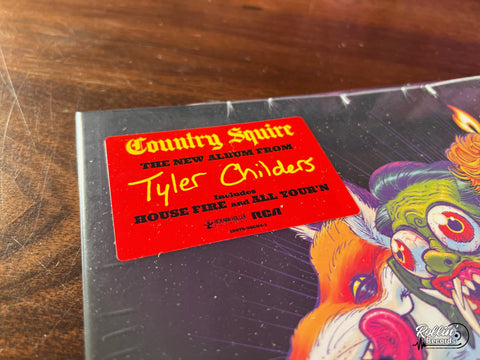 Country Squire
THE NEW ALBUM FROM
Tyler Childers
Includes
HOUSE FIRE and ALL YOUR'N
RCA
Rollin'
Records